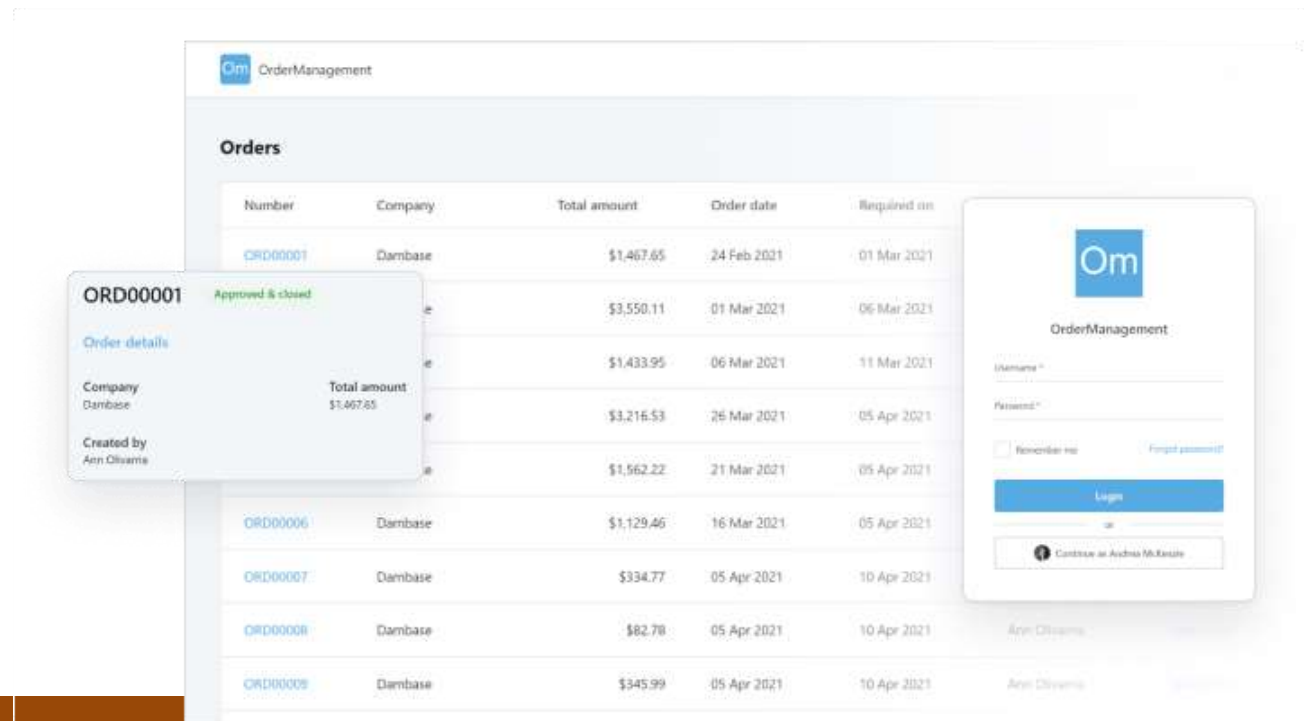 Om OrderManagement
Orders
Number Company Total amount Order date Required on
ORD00001 Dambase $1,467.65 24 Feb 2021 01 Mar 2021
e $3,550.11 01 Mar 2021 06 Mar 2021
e $1,433.95 06 Mar 2021 11 Mar 2021
e $3,216.53 26 Mar 2021 05 Apr 2021
e $1,562.22 21 Mar 2021 05 Apr 2021
ORD00006 Dambase $1,129.46 16 Mar 2021 05 Apr 2021
ORD00007 Dambase $334.77 05 Apr 2021 10 Apr 2021
ORD00008 Dambase $82.78 05 Apr 2021 10 Apr 2021 Ann
ORD00009 Dambase $345.99 05 Apr 2021 10 Apr 2021 Ann
ORD00001 Approved & closed
Order details
Company Total amount
Dambase $1,467.65
Created by
Ann
Om
OrderManagement
Username *
Password *
Remember me Forgot password?
Login
or
Continue as Andrea McKenzie